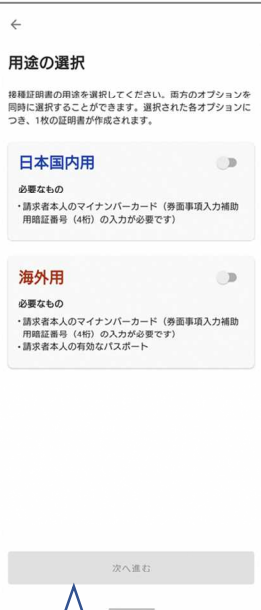 用途の選択
接種証明書の用途を選択してください。両方のオプションを
同時に選択することができます。選択された各オプションに
つき、1枚の証明書が作成されます。
日本国内用
必要なもの
・請求者本人のマイナンバーカード（券面事項入力補助
用暗証番号（4桁）の入力が必要です）
海外用
必要なもの
・請求者本人のマイナンバーカード（券面事項入力補助
用暗証番号（4桁）の入力が必要です）
・請求者本人の有効なパスポート
次へ進む